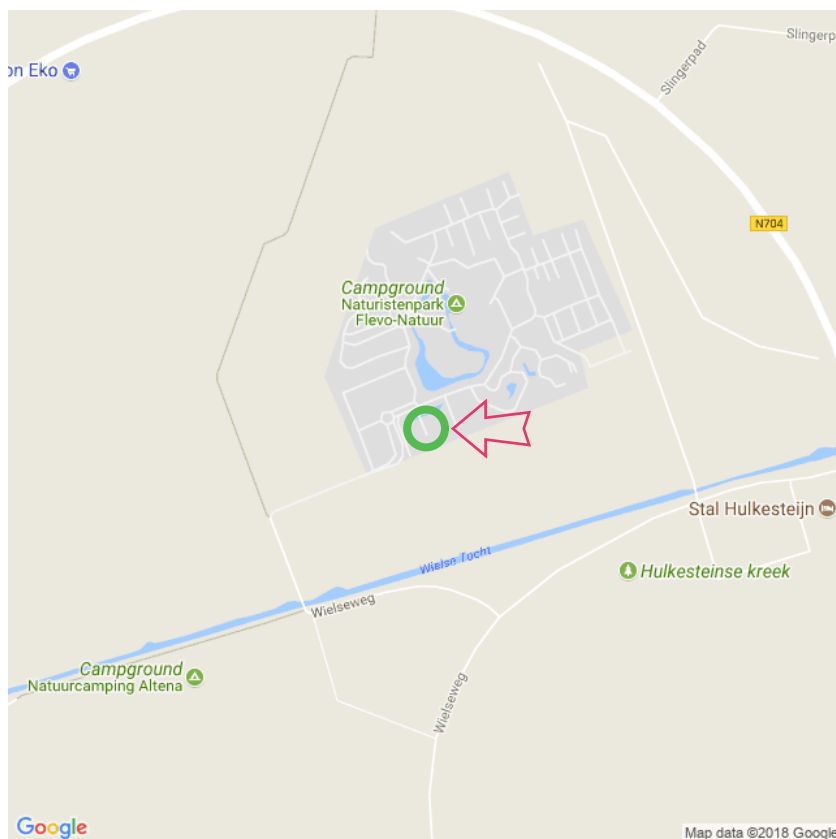 Slingerp
Slingerpad
on Eko
N704
Campground
Naturistenpark
Flevo-Natuur
Stal Hulkesteijn
Wielse Tocht
Hulkesteinse kreek
Wielseweg
Campground
Natuurcamping Altena
Wielseweg
Google
Map data ©2018 Google